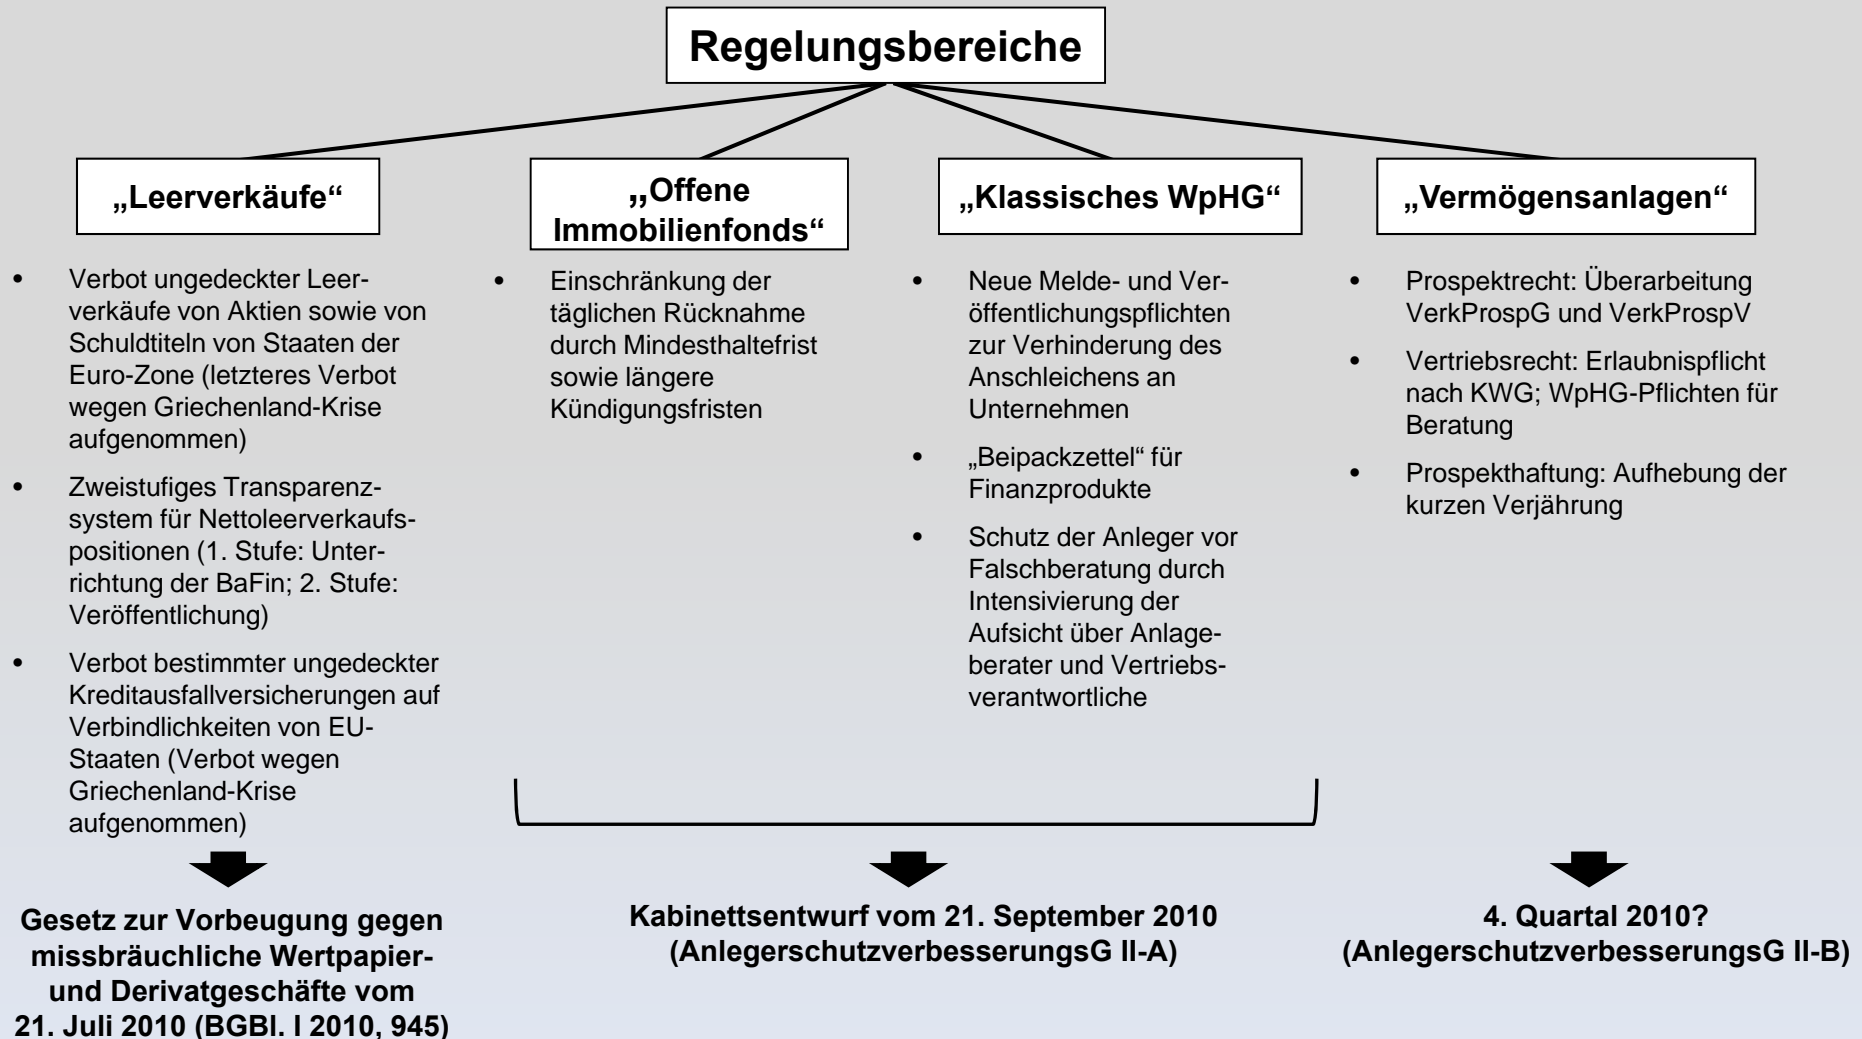 Regelungsbereiche
„Leerverkäufe“
• Verbot ungedeckter Leer-
verkäufe von Aktien sowie von
Schuldtiteln von Staaten der
Euro-Zone (letzteres Verbot
wegen Griechenland-Krise
aufgenommen)
• Zweistufiges Transparenz-
system für Nettoleerverkaufs-
positionen (1. Stufe: Unter-
richtung der BaFin; 2. Stufe:
Veröffentlichung)
• Verbot bestimmter ungedeckter
Kreditausfallversicherungen auf
Verbindlichkeiten von EU-
Staaten (Verbot wegen
Griechenland-Krise
aufgenommen)
Gesetz zur Vorbeugung gegen
missbräuchliche Wertpapier-
und Derivatgeschäfte vom
21. Juli 2010 (BGBl. I 2010, 945)
„Offene
Immobilienfonds“
• Einschränkung der
täglichen Rücknahme
durch Mindesthaltefrist
sowie längere
Kündigungsfristen
„Klassisches WpHG“
• Neue Melde- und Ver-
öffentlichungspflichten
zur Verhinderung des
Anschleichens an
Unternehmen
• „Beipackzettel“ für
Finanzprodukte
• Schutz der Anleger vor
Falschberatung durch
Intensivierung der
Aufsicht über Anlage-
berater und Vertriebs-
verantwortliche
Kabinettsentwurf vom 21. September 2010
(AnlegerschutzverbesserungsG II-A)
„Vermögensanlagen“
• Prospektrecht: Überarbeitung
VerkProspG und VerkProspV
• Vertriebsrecht: Erlaubnispflicht
nach KWG; WpHG-Pflichten für
Beratung
• Prospekthaftung: Aufhebung der
kurzen Verjährung
4. Quartal 2010?
(AnlegerschutzverbesserungsG II-B)